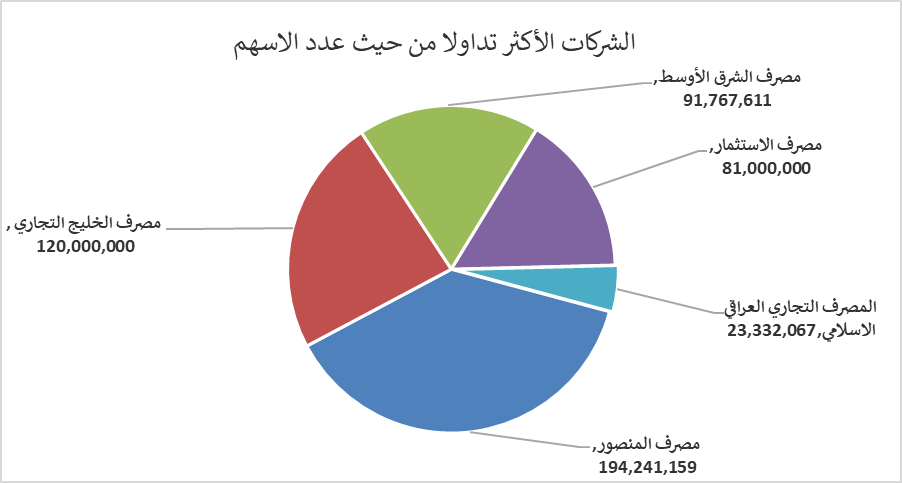 الشركات الأكثر تداولا من حيث عدد الاسهم
مصرف الشرق الأوسط,
91,767,611
مصرف الاستثمار,
81,000,000
مصرف الخليج التجاري ,
120,000,000
المصرف التجاري العراقي
الاسلامي,23,332,067
مصرف المنصور,
194,241,159